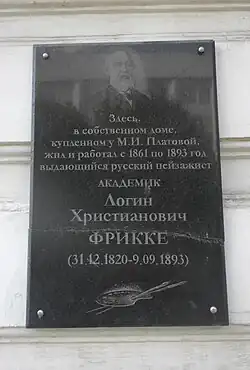 Здесь,
в собственном доме,
купленном у М.И. Платовой,
жил и работал с 1861 по 1893 год
выдающийся русский пейзажист
АКАДЕМИК
Логин
Христианович
ФРИККЕ
(31.12.1820-9.09.1893)